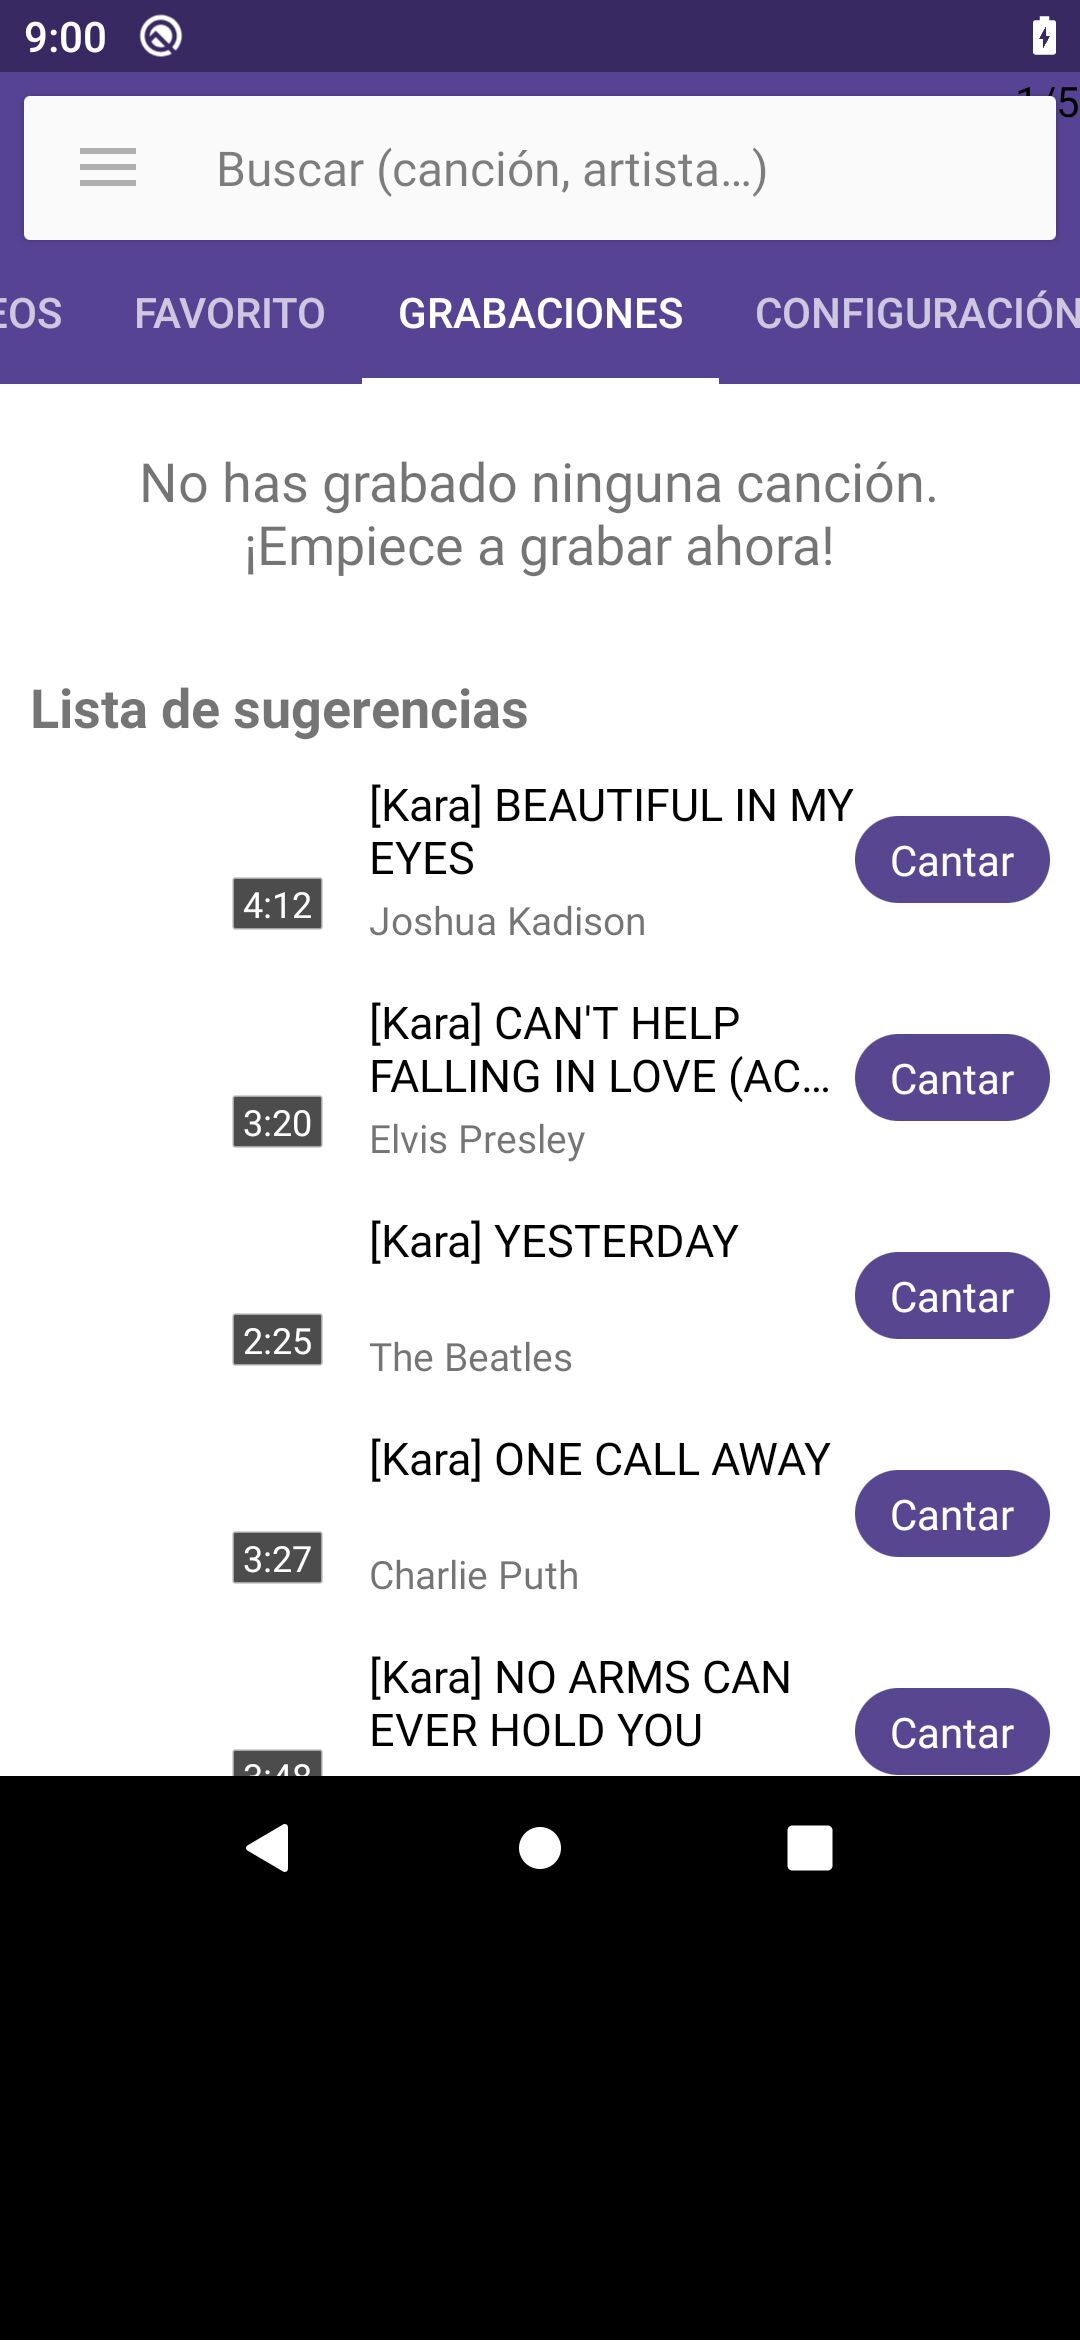 9:00
1/5
Buscar (canción, artista...)
EOS FAVORITO GRABACIONES CONFIGURACIÓN
No has grabado ninguna canción.
¡Empiece a grabar ahora!
Lista de sugerencias
[Kara] BEAUTIFUL IN MY
EYES
Cantar
4:12
Joshua Kadison
[Kara] CAN'T HELP
FALLING IN LOVE (AC...
Cantar
3:20
Elvis Presley
[Kara] YESTERDAY
Cantar
2:25
The Beatles
[Kara] ONE CALL AWAY
Cantar
3:27
Charlie Puth
[Kara] NO ARMS CAN
EVER HOLD YOU
Cantar
3:48